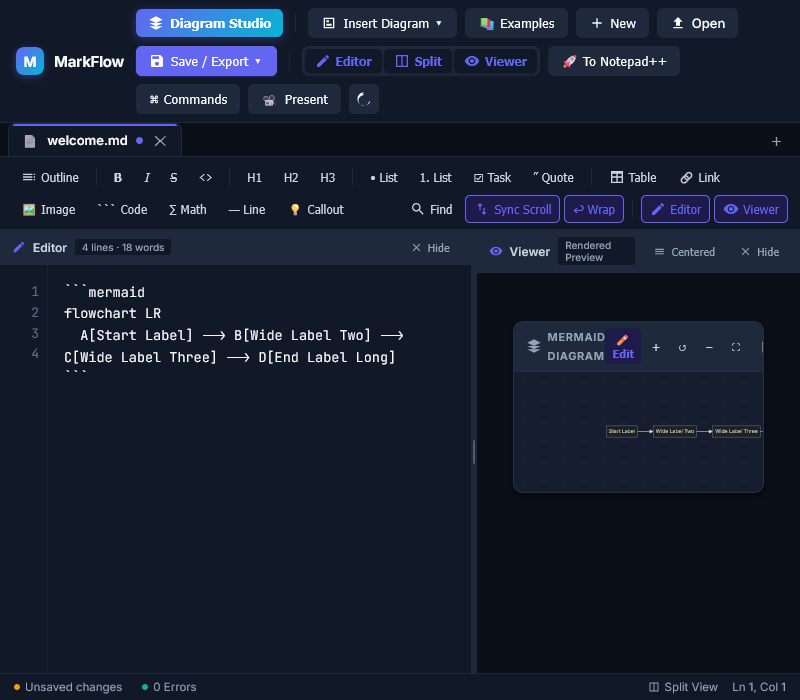 Diagram Studio
Insert Diagram ▾
Examples
+ New
Open
M MarkFlow
Save / Export ▾
Editor
Split
Viewer
To Notepad++
⌘ Commands
Present
welcome.md
+
Outline
B I S <>
H1 H2 H3
• List
1. List
Task
” Quote
Table
Link
Image
``` Code
∑ Math
— Line
Callout
Find
Sync Scroll
↩ Wrap
Editor
Viewer
Editor
4 lines · 18 words
✕ Hide
Viewer
Rendered
Preview
Centered
✕ Hide
1 ```mermaid
2 flowchart LR
3 A[Start Label] --> B[Wide Label Two] -->
4 C[Wide Label Three] --> D[End Label Long]
```
MERMAID
DIAGRAM
Edit
+ ↺ −
Start Label
Wide Label Two
Wide Label Three
Unsaved changes
0 Errors
Split View
Ln 1, Col 1